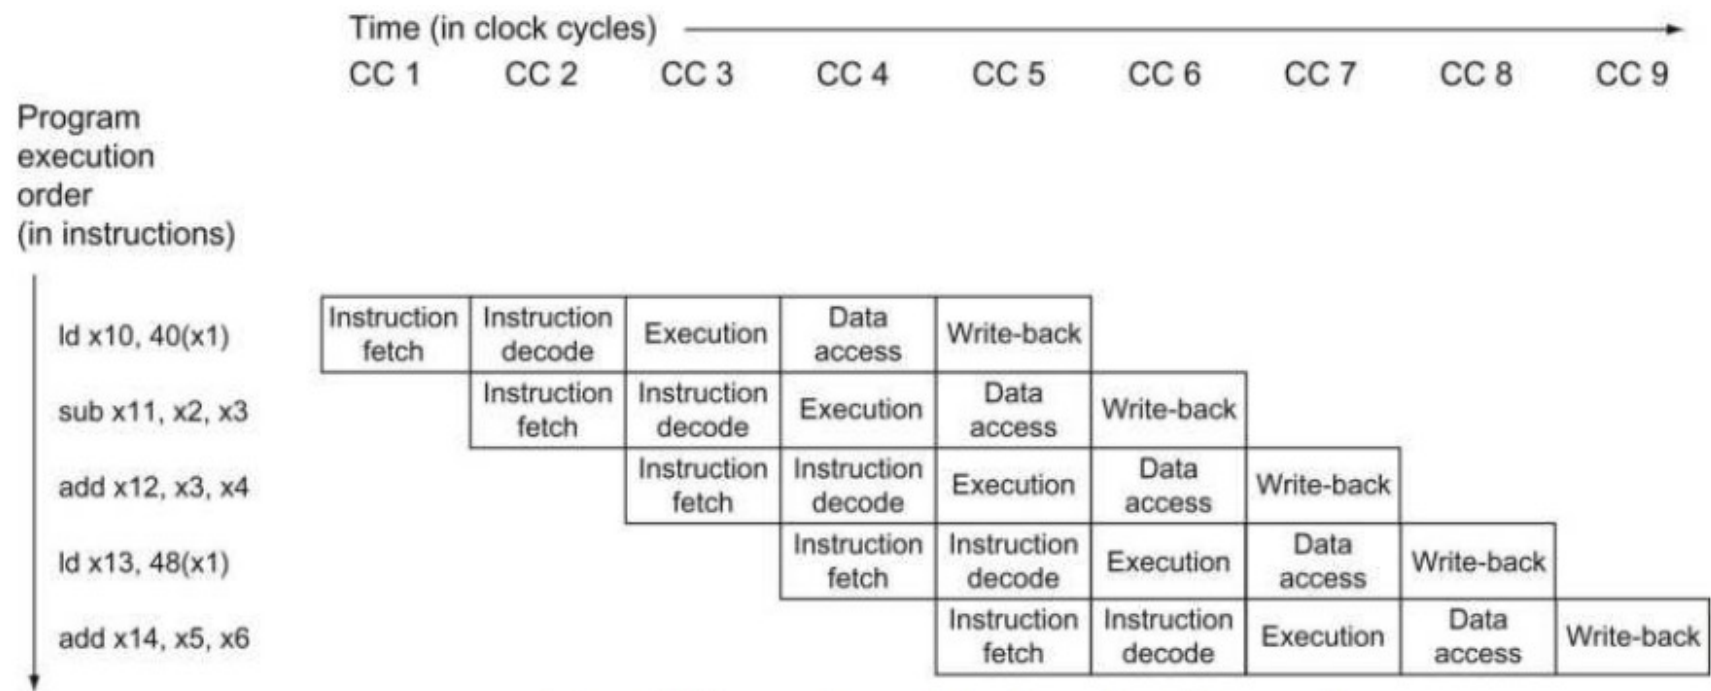 Time (in clock cycles)
CC 1 CC 2 CC 3 CC 4 CC 5 CC 6 CC 7 CC 8 CC 9
Program
execution
order
(in instructions)
ld x10, 40(x1)
Instruction
fetch
Instruction
decode
Execution
Data
access
Write-back
sub x11, x2, x3
Instruction
fetch
Instruction
decode
Execution
Data
access
Write-back
add x12, x3, x4
Instruction
fetch
Instruction
decode
Execution
Data
access
Write-back
ld x13, 48(x1)
Instruction
fetch
Instruction
decode
Execution
Data
access
Write-back
add x14, x5, x6
Instruction
fetch
Instruction
decode
Execution
Data
access
Write-back